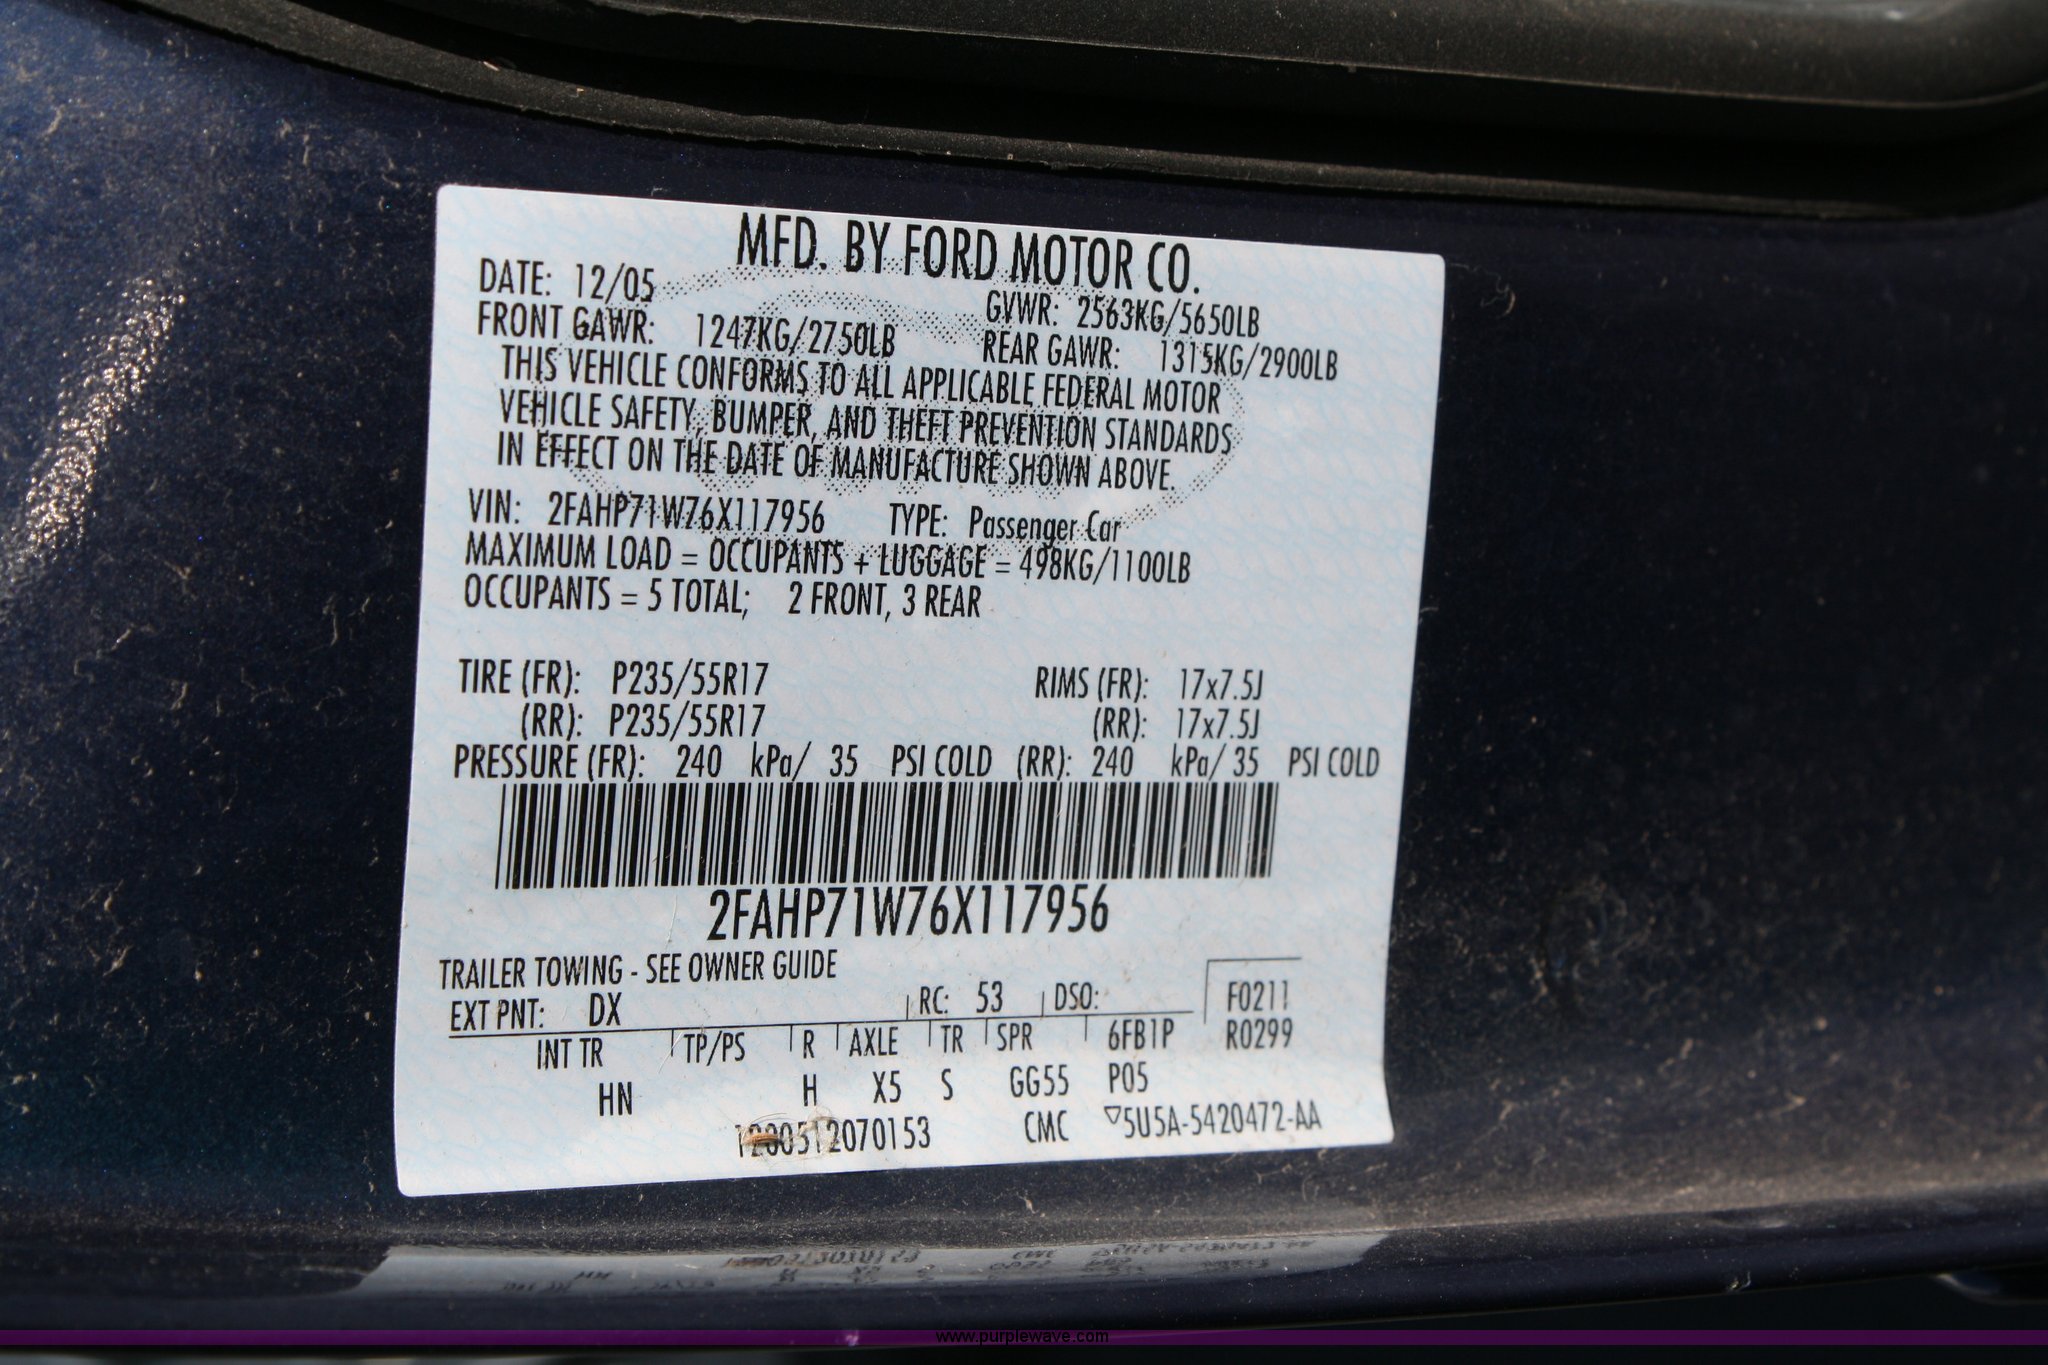 MFD. BY FORD MOTOR CO.
DATE: 12/05 GVWR: 2563KG/5650LB
FRONT GAWR: 1247KG/2750LB REAR GAWR: 1315KG/2900LB
THIS VEHICLE CONFORMS TO ALL APPLICABLE FEDERAL MOTOR
VEHICLE SAFETY, BUMPER, AND THEFT PREVENTION STANDARDS
IN EFFECT ON THE DATE OF MANUFACTURE SHOWN ABOVE.
VIN: 2FAHP71W76X117956 TYPE: Passenger Car
MAXIMUM LOAD = OCCUPANTS + LUGGAGE = 498KG/1100LB
OCCUPANTS = 5 TOTAL; 2 FRONT, 3 REAR
TIRE (FR): P235/55R17 RIMS (FR): 17x7.5J
(RR): P235/55R17 (RR): 17x7.5J
PRESSURE (FR): 240 kPa/ 35 PSI COLD (RR): 240 kPa/ 35 PSI COLD
2FAHP71W76X117956
TRAILER TOWING - SEE OWNER GUIDE
EXT PNT: DX RC: 53 DSO: F0211
INT TR TP/PS R AXLE TR SPR 6FB1P R0299
HN H X5 S GG55 P05
1200512070153 CMC ▽5U5A-5420472-AA
www.purplewave.com